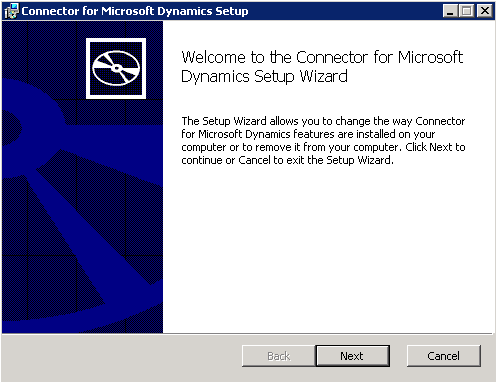 Connector for Microsoft Dynamics Setup
Welcome to the Connector for Microsoft
Dynamics Setup Wizard
The Setup Wizard allows you to change the way Connector
for Microsoft Dynamics features are installed on your
computer or to remove it from your computer. Click Next to
continue or Cancel to exit the Setup Wizard.
Back Next Cancel